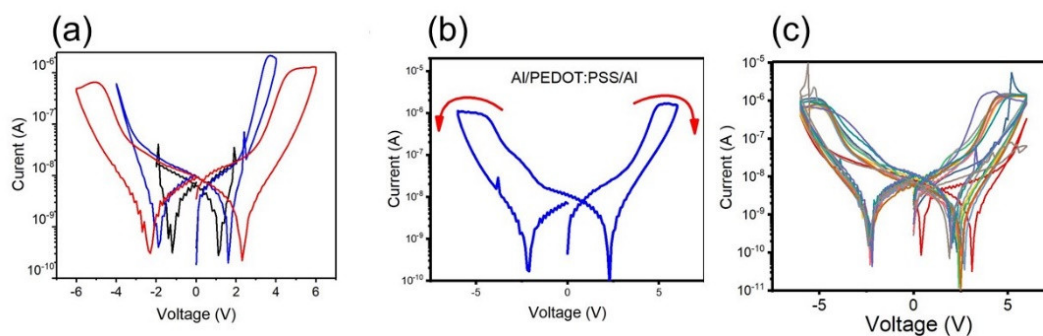 (a)
(b)
(c)
Curent (A)
10⁻⁶
10⁻⁷
10⁻⁸
10⁻⁹
10⁻¹⁰
-6 -4 -2 0 2 4 6
Voltage (V)
Al/PEDOT:PSS/Al
Current (A)
10⁻⁵
10⁻⁶
10⁻⁷
10⁻⁸
10⁻⁹
10⁻¹⁰
-5 0 5
Voltage (V)
Current (A )
10⁻⁵
10⁻⁶
10⁻⁷
10⁻⁸
10⁻⁹
10⁻¹⁰
10⁻¹¹
-5 0 5
Voltage (V)